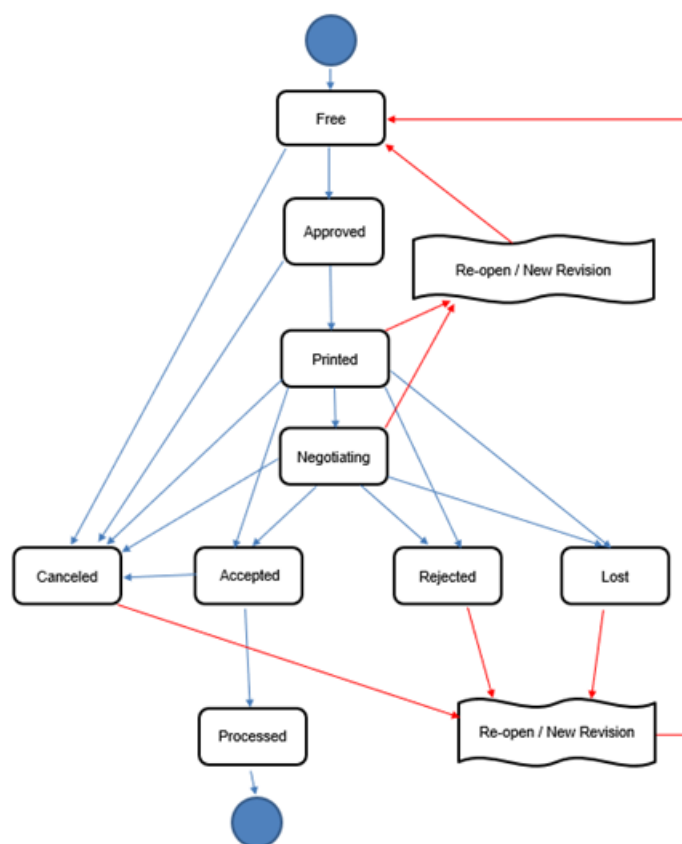 Free
Approved
Re-open / New Revision
Printed
Negotiating
Canceled
Accepted
Rejected
Lost
Processed
Re-open / New Revision